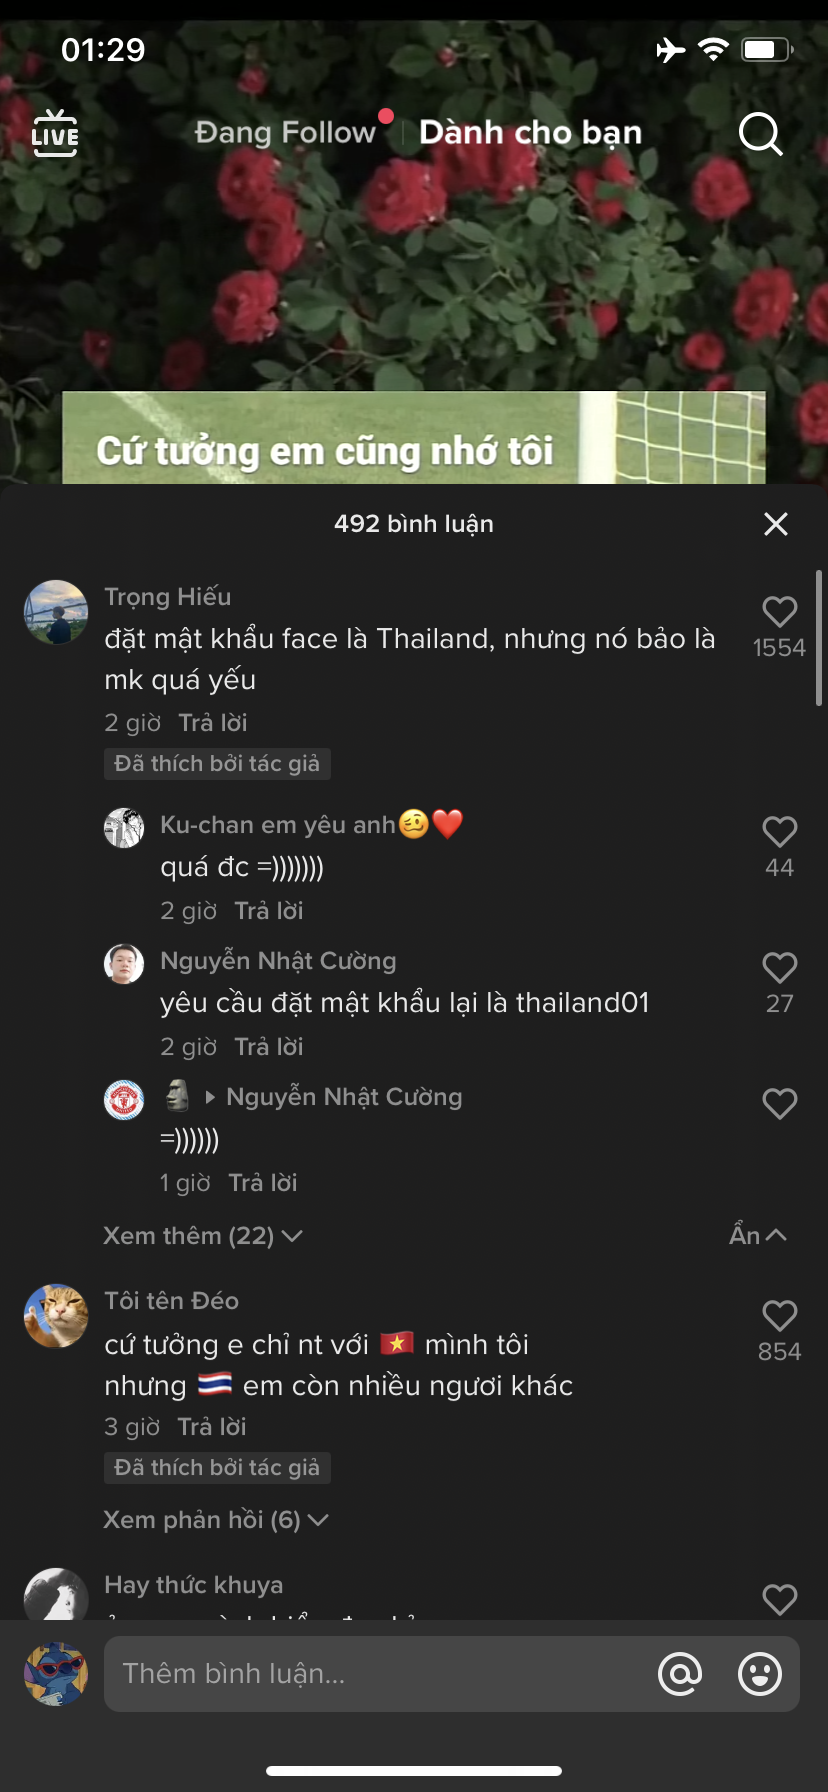 01:29
LIVE
Đang Follow
Dành cho bạn
Cứ tưởng em cũng nhớ tôi
492 bình luận
Trọng Hiếu
đặt mật khẩu face là Thailand, nhưng nó bảo là
mk quá yếu
1554
2 giờ Trả lời
Đã thích bởi tác giả
Ku-chan em yêu anh🥴❤️
quá đc =)))))))
44
2 giờ Trả lời
Nguyễn Nhật Cường
yêu cầu đặt mật khẩu lại là thailand01
27
2 giờ Trả lời
🗿 ▸ Nguyễn Nhật Cường
=))))))
1 giờ Trả lời
Xem thêm (22)
Ẩn
Tôi tên Đéo
cứ tưởng e chỉ nt với 🇻🇳 mình tôi
nhưng 🇹🇭 em còn nhiều ngươi khác
854
3 giờ Trả lời
Đã thích bởi tác giả
Xem phản hồi (6)
Hay thức khuya
Thêm bình luận...